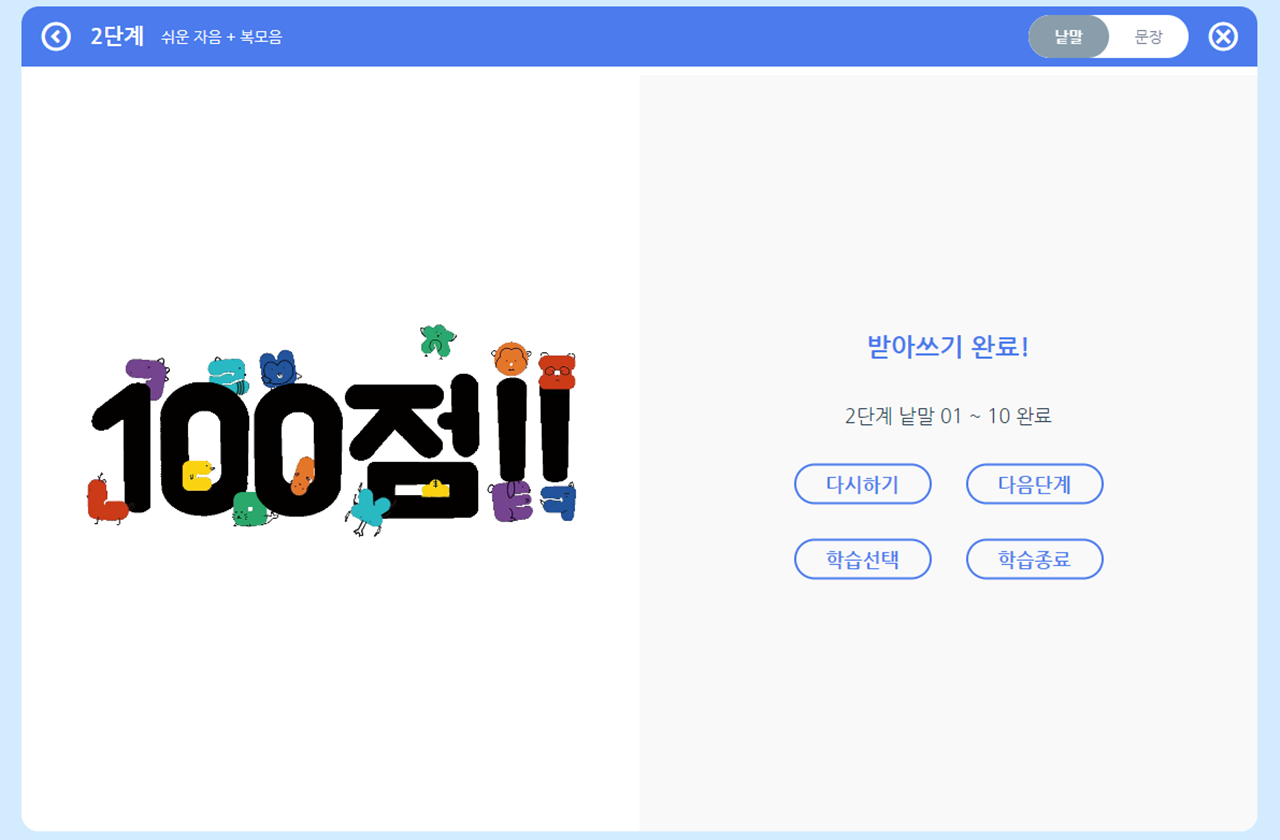 2단계 쉬운 자음 + 복모음
낱말 문장
100점!!
받아쓰기 완료!
2단계 낱말 01 ~ 10 완료
다시하기 다음단계
학습선택 학습종료